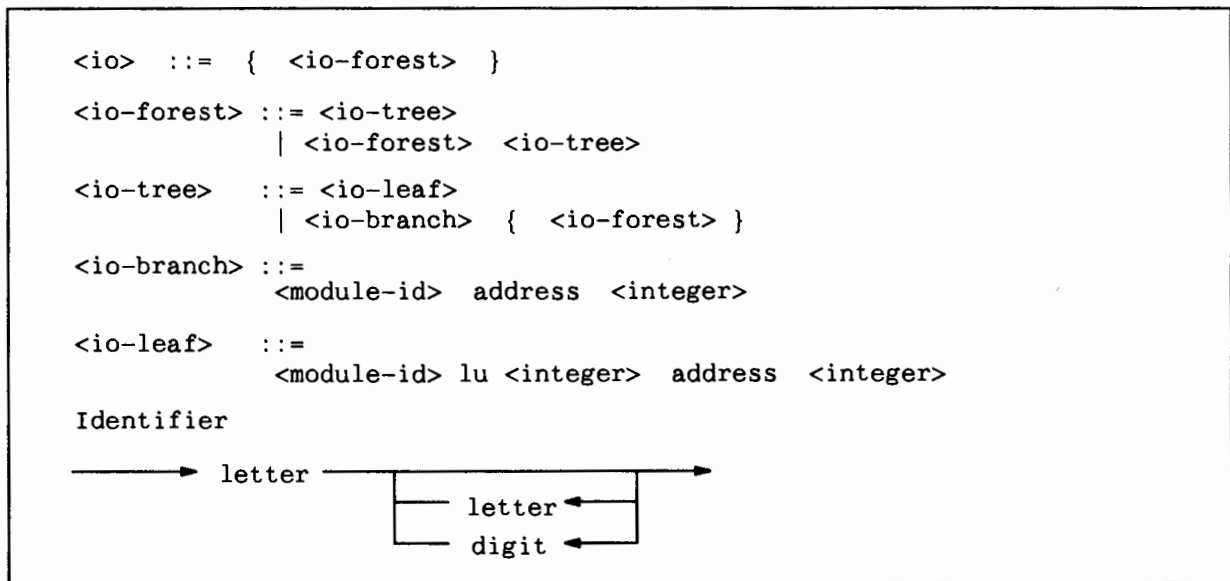 <io> ::= { <io-forest> }
<io-forest> ::= <io-tree>
| <io-forest> <io-tree>
<io-tree> ::= <io-leaf>
| <io-branch> { <io-forest> }
<io-branch> ::=
<module-id> address <integer>
<io-leaf> ::=
<module-id> lu <integer> address <integer>
Identifier
letter
letter
digit